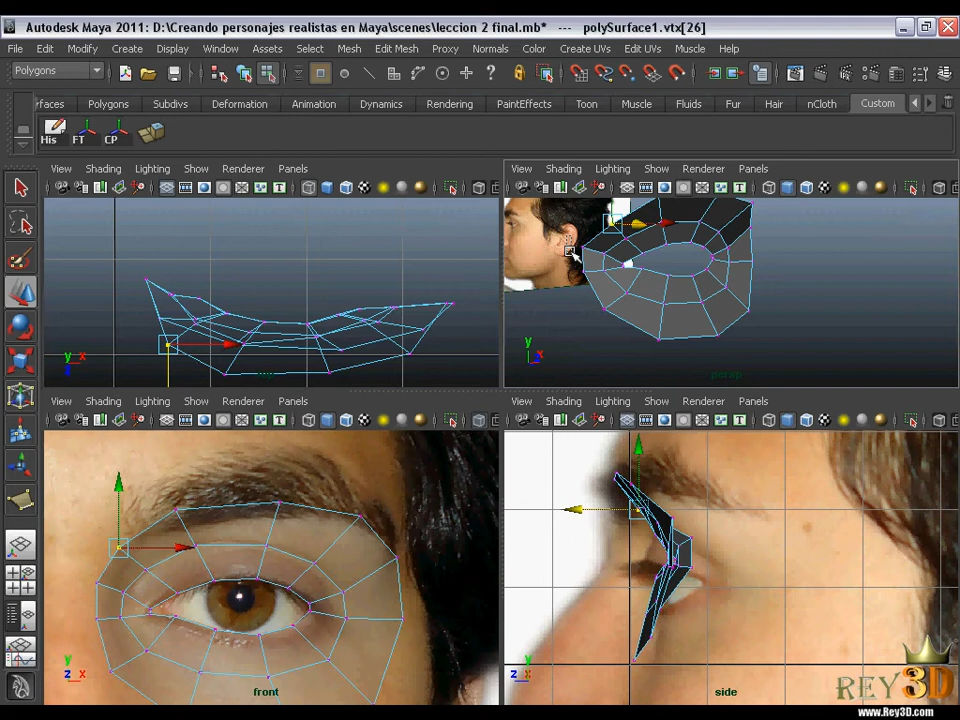 Autodesk Maya 2011: D:\Creando personajes realistas en Maya\scenes\leccion 2 final.mb* --- polySurface1.vtx[26]
File Edit Modify Create Display Window Assets Select Mesh Edit Mesh Proxy Normals Color Create UVs Edit UVs Muscle Help
Polygons
rfaces Polygons Subdivs Deformation Animation Dynamics Rendering PaintEffects Toon Muscle Fluids Fur Hair nCloth Custom
His FT CP
View Shading Lighting Show Renderer Panels
View Shading Lighting Show Renderer Panels
y x
z
top
y
x
persp
View Shading Lighting Show Renderer Panels
View Shading Lighting Show Renderer Panels
y
z x
front
y
z x
side
REY3D
www.Rey3D.com